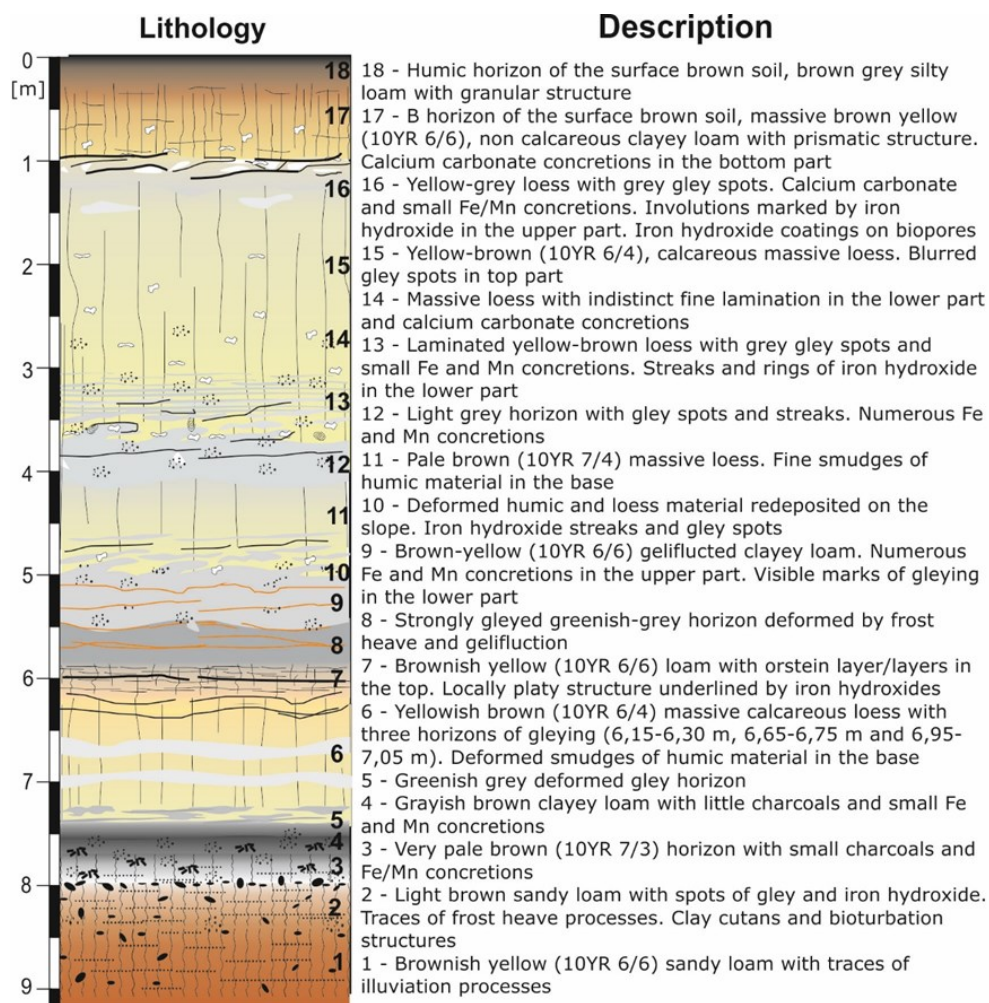 Lithology
Description
0
[m]
1
2
3
4
5
6
7
8
9
18
17
16
15
14
13
12
11
10
9
8
7
6
5
4
3
2
1
18 - Humic horizon of the surface brown soil, brown grey silty
loam with granular structure
17 - B horizon of the surface brown soil, massive brown yellow
(10YR 6/6), non calcareous clayey loam with prismatic structure.
Calcium carbonate concretions in the bottom part
16 - Yellow-grey loess with grey gley spots. Calcium carbonate
and small Fe/Mn concretions. Involutions marked by iron
hydroxide in the upper part. Iron hydroxide coatings on biopores
15 - Yellow-brown (10YR 6/4), calcareous massive loess. Blurred
gley spots in top part
14 - Massive loess with indistinct fine lamination in the lower part
and calcium carbonate concretions
13 - Laminated yellow-brown loess with grey gley spots and
small Fe and Mn concretions. Streaks and rings of iron hydroxide
in the lower part
12 - Light grey horizon with gley spots and streaks. Numerous Fe
and Mn concretions
11 - Pale brown (10YR 7/4) massive loess. Fine smudges of
humic material in the base
10 - Deformed humic and loess material redeposited on the
slope. Iron hydroxide streaks and gley spots
9 - Brown-yellow (10YR 6/6) geliflucted clayey loam. Numerous
Fe and Mn concretions in the upper part. Visible marks of gleying
in the lower part
8 - Strongly gleyed greenish-grey horizon deformed by frost
heave and gelifluction
7 - Brownish yellow (10YR 6/6) loam with orstein layer/layers in
the top. Locally platy structure underlined by iron hydroxides
6 - Yellowish brown (10YR 6/4) massive calcareous loess with
three horizons of gleying (6,15-6,30 m, 6,65-6,75 m and 6,95-
7,05 m). Deformed smudges of humic material in the base
5 - Greenish grey deformed gley horizon
4 - Grayish brown clayey loam with little charcoals and small Fe
and Mn concretions
3 - Very pale brown (10YR 7/3) horizon with small charcoals and
Fe/Mn concretions
2 - Light brown sandy loam with spots of gley and iron hydroxide.
Traces of frost heave processes. Clay cutans and bioturbation
structures
1 - Brownish yellow (10YR 6/6) sandy loam with traces of
illuviation processes